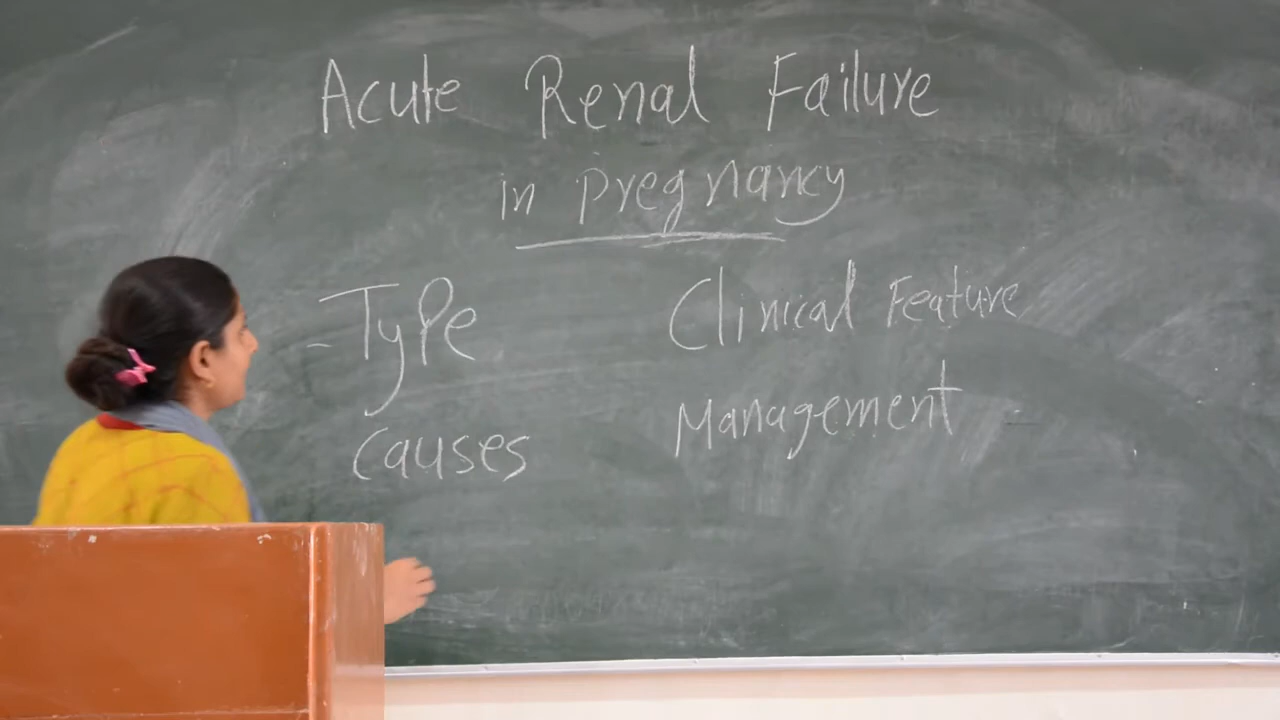 Acute Renal Failure
in pregnancy
- Type
causes
Clinical Feature
Management